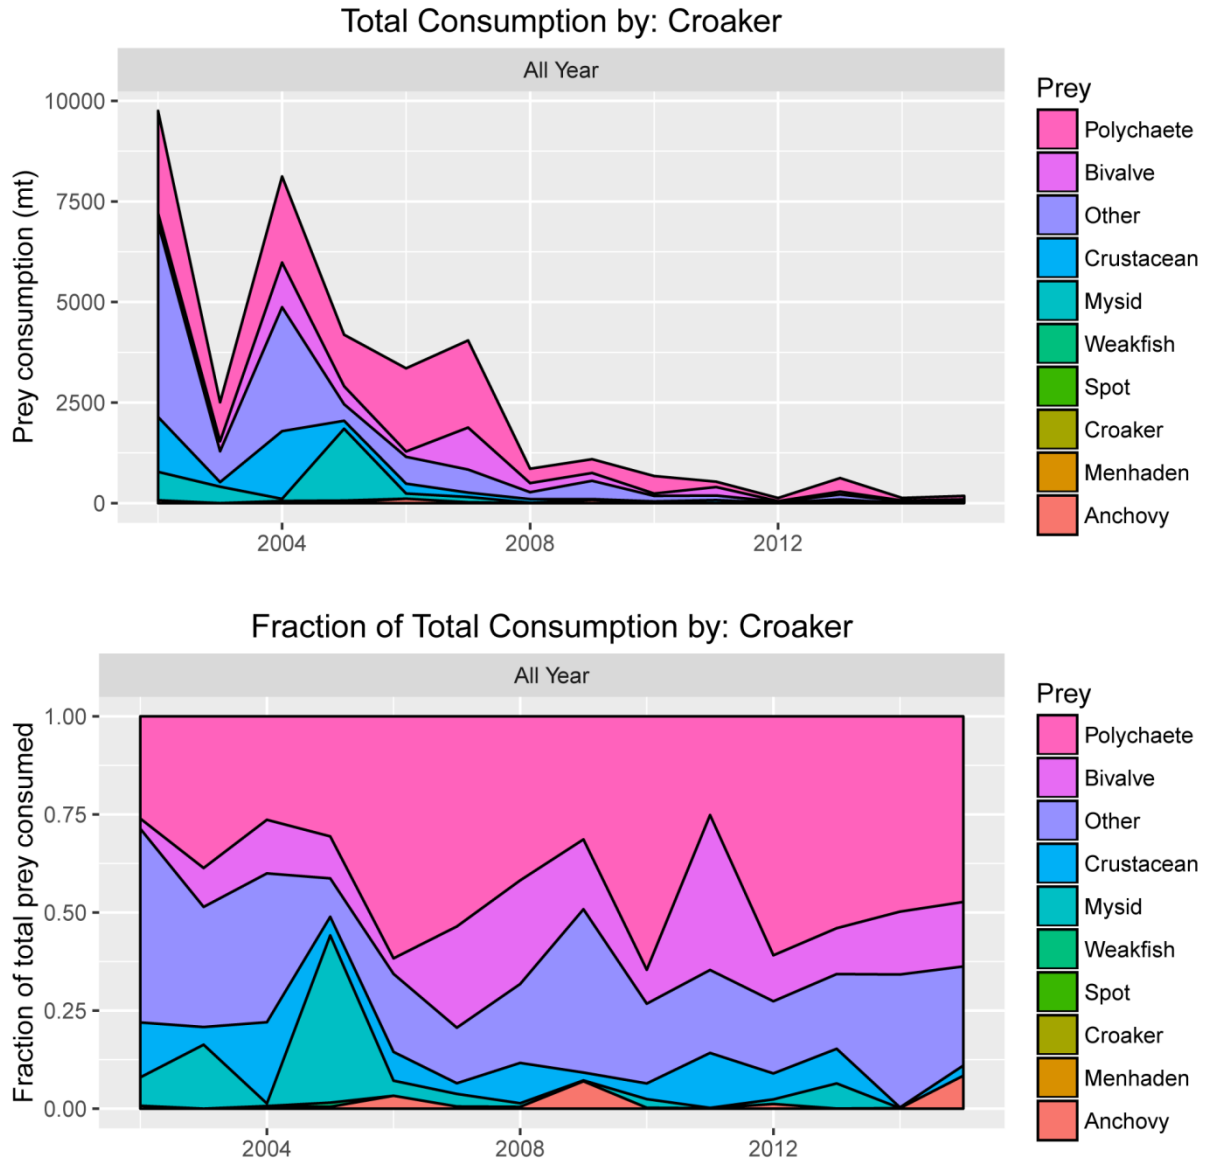 Total Consumption by: Croaker
All Year
Prey consumption (mt)
10000
7500
5000
2500
0
2004
2008
2012
Prey
Polychaete
Bivalve
Other
Crustacean
Mysid
Weakfish
Spot
Croaker
Menhaden
Anchovy
Fraction of Total Consumption by: Croaker
All Year
Fraction of total prey consumed
1.00
0.75
0.50
0.25
0.00
2004
2008
2012
Prey
Polychaete
Bivalve
Other
Crustacean
Mysid
Weakfish
Spot
Croaker
Menhaden
Anchovy